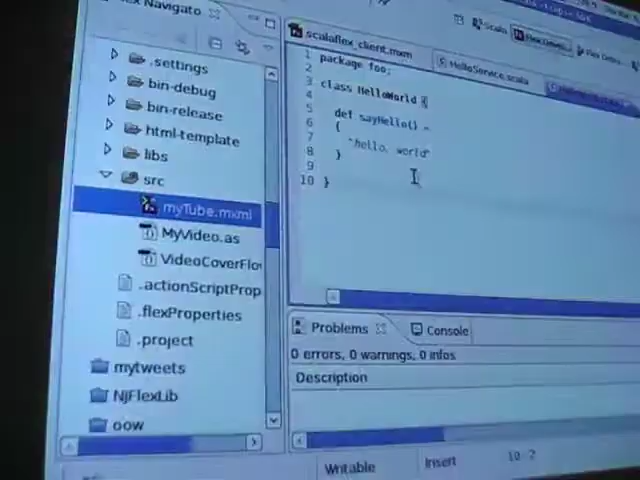 Navigato
.settings
bin-debug
bin-release
html-template
libs
src
myTube.mxml
MyVideo.as
VideoCoverFlo
.actionScriptProp
.flexProperties
.project
mytweets
NjFlexLib
oow
scalaflex_client.mxm
HelloService.scala
Scala
1 package foo;
2
3 class HelloWorld {
4
5 def sayHello() =
6 {
7 "hello, world"
8 }
9
10 }
Problems
Console
0 errors, 0 warnings, 0 infos
Description
Writable
Insert
10 : 2